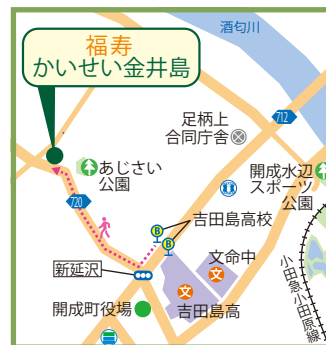 酒匂川
福寿
かいせい金井島
712
足柄上
合同庁舎
あじさい
公園
開成水辺
スポーツ
公園
720
吉田島高校
B
B
文命中
文
新延沢
文
小田急小田原線
開成町役場
吉田島高